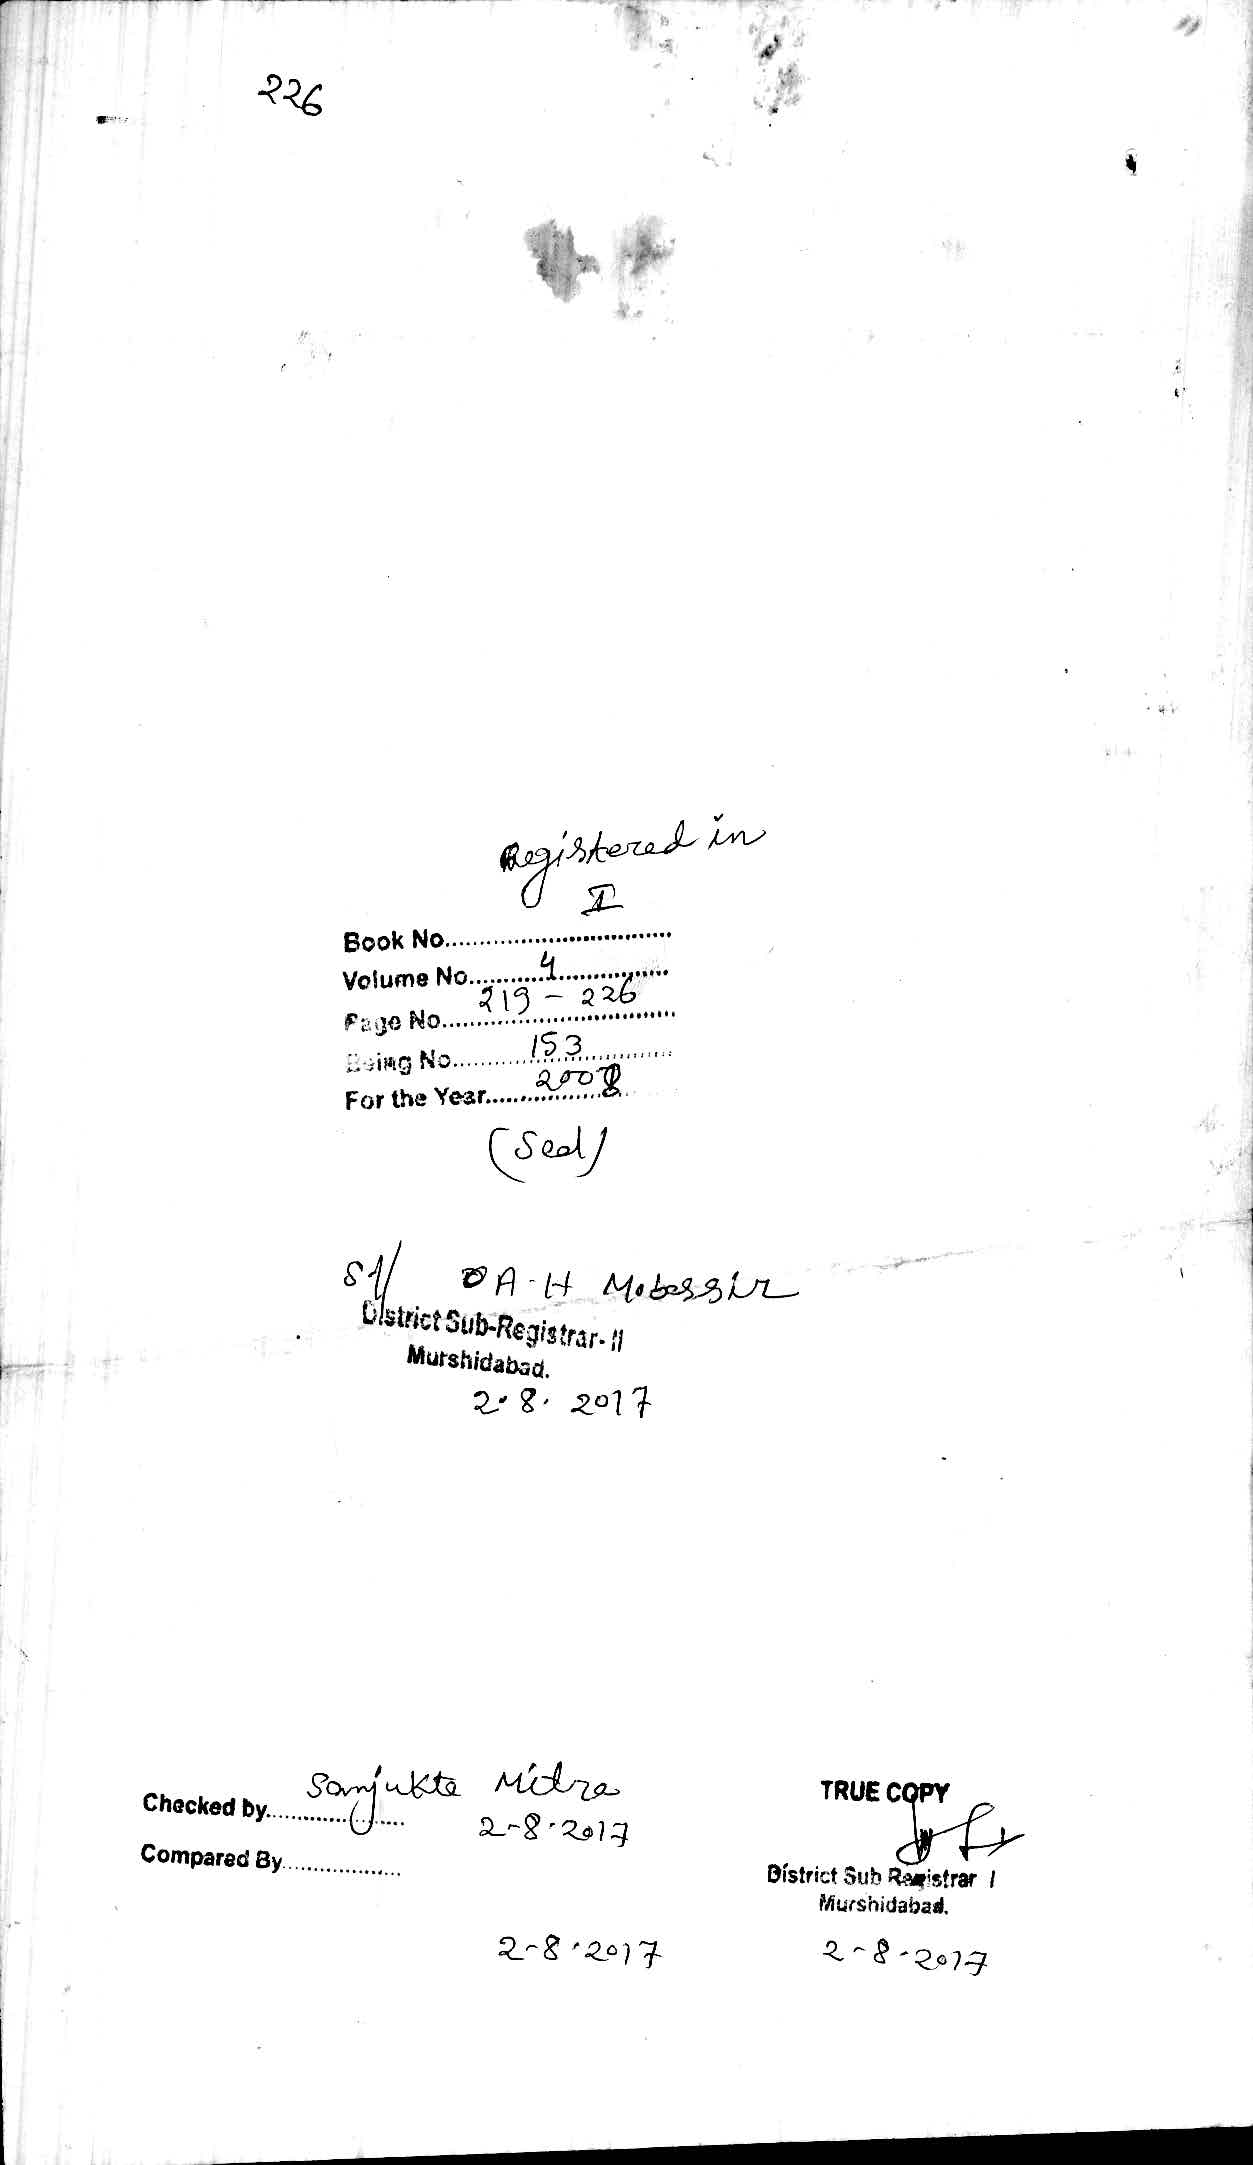 226
Registered in
I
Book No..................................
Volume No...........4................
219 - 226
Page No..................................
Being No...........153................
For the Year........2008............
(Seal)
Sd/ A. H Mobassir
District Sub-Registrar-II
Murshidabad.
2.8. 2017
Sanjukta Mitra
Checked by....................
2-8-2017
Compared By..................
TRUE COPY
District Sub Registrar I
Murshidabad.
2-8-2017
2-8-2017